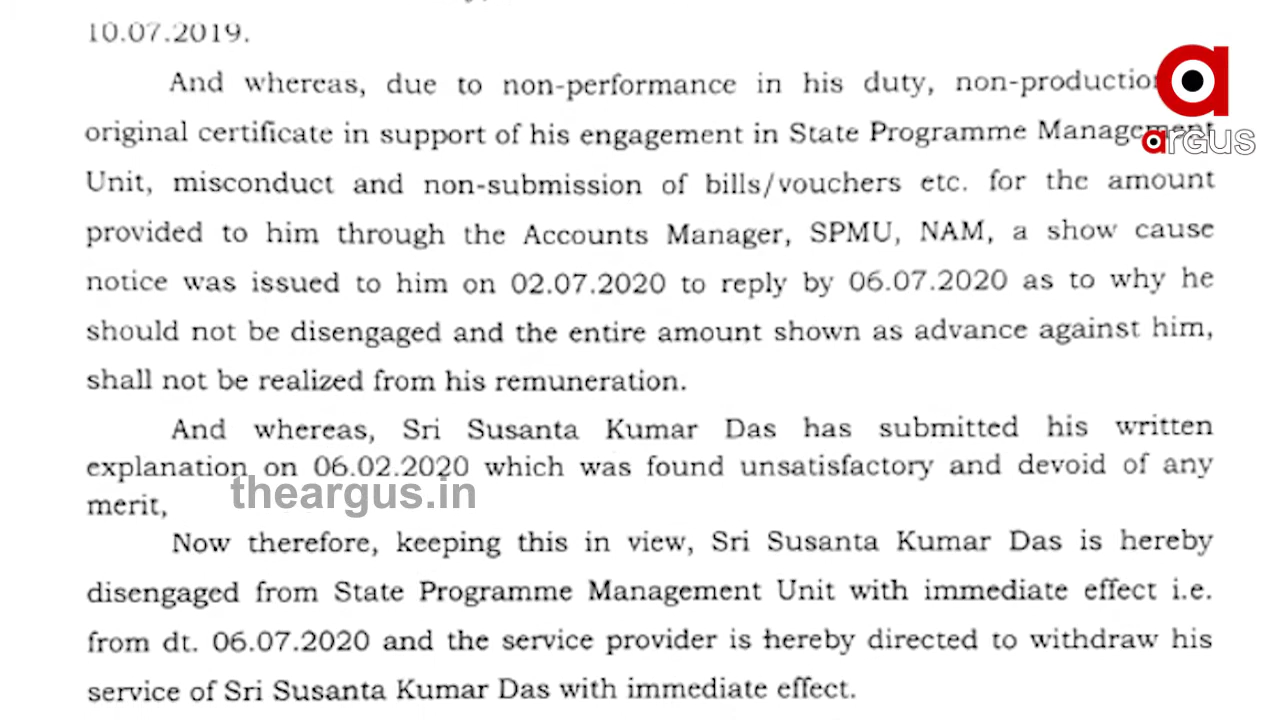 10.07.2019.
And whereas, due to non-performance in his duty, non-production
original certificate in support of his engagement in State Programme Management
Unit, misconduct and non-submission of bills/vouchers etc. for the amount
provided to him through the Accounts Manager, SPMU, NAM, a show cause
notice was issued to him on 02.07.2020 to reply by 06.07.2020 as to why he
should not be disengaged and the entire amount shown as advance against him,
shall not be realized from his remuneration.
And whereas, Sri Susanta Kumar Das has submitted his written
explanation on 06.02.2020 which was found unsatisfactory and devoid of any
merit,
Now therefore, keeping this in view, Sri Susanta Kumar Das is hereby
disengaged from State Programme Management Unit with immediate effect i.e.
from dt. 06.07.2020 and the service provider is hereby directed to withdraw his
service of Sri Susanta Kumar Das with immediate effect.
argus
theargus.in